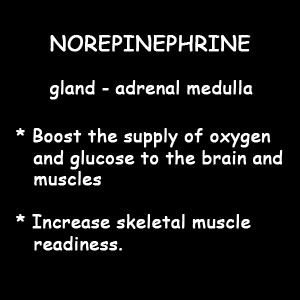 NOREPINEPHRINE
gland - adrenal medulla
* Boost the supply of oxygen
and glucose to the brain and
muscles
* Increase skeletal muscle
readiness.